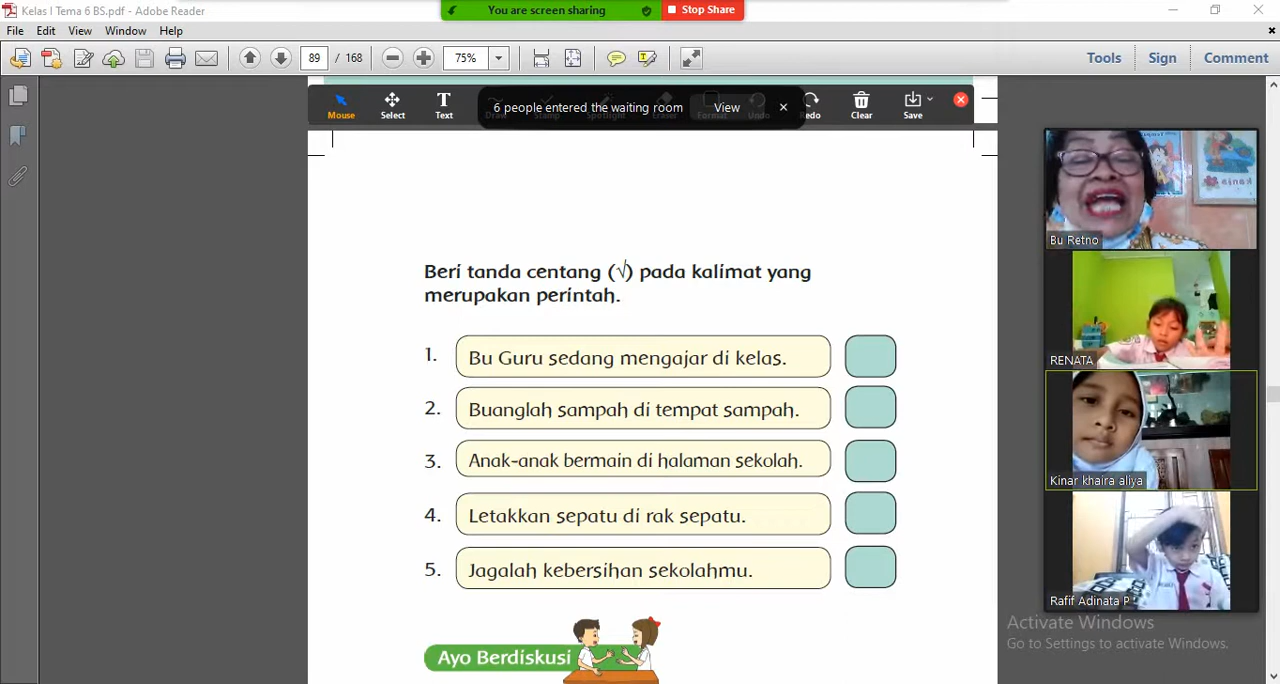 Kelas I Tema 6 BS.pdf - Adobe Reader
You are screen sharing
Stop Share
File Edit View Window Help
89 / 168
75%
Tools Sign Comment
Mouse Select Text
6 people entered the waiting room
View
Redo Clear Save
Beri tanda centang (√) pada kalimat yang
merupakan perintah.
1. Bu Guru sedang mengajar di kelas.
2. Buanglah sampah di tempat sampah.
3. Anak-anak bermain di halaman sekolah.
4. Letakkan sepatu di rak sepatu.
5. Jagalah kebersihan sekolahmu.
Ayo Berdiskusi
Bu Retno
RENATA
Kinar khaira aliya
Rafif Adinata P
Activate Windows
Go to Settings to activate Windows.